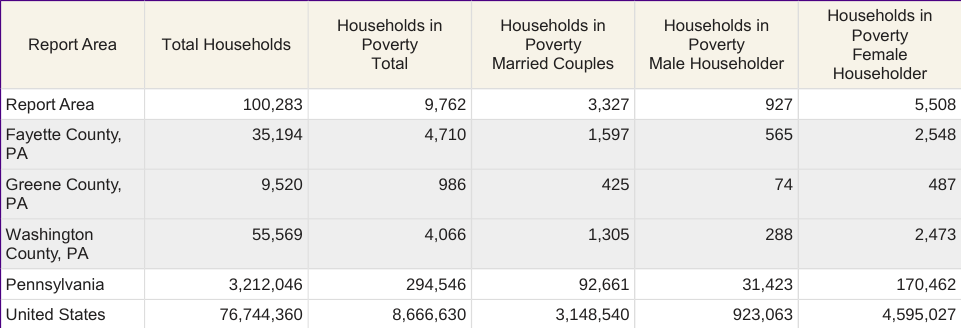 Report Area Total Households Households in Poverty Total Households in Poverty Married Couples Households in Poverty Male Householder Households in Poverty Female Householder
Report Area 100,283 9,762 3,327 927 5,508
Fayette County, PA 35,194 4,710 1,597 565 2,548
Greene County, PA 9,520 986 425 74 487
Washington County, PA 55,569 4,066 1,305 288 2,473
Pennsylvania 3,212,046 294,546 92,661 31,423 170,462
United States 76,744,360 8,666,630 3,148,540 923,063 4,595,027